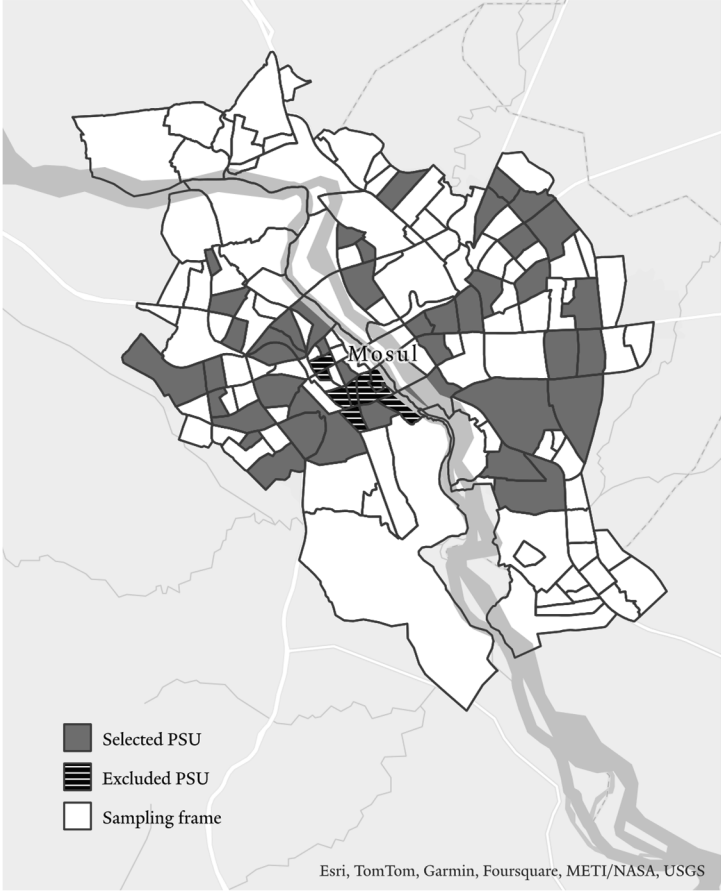 Mosul
Selected PSU
Excluded PSU
Sampling frame
Esri, TomTom, Garmin, Foursquare, METI/NASA, USGS